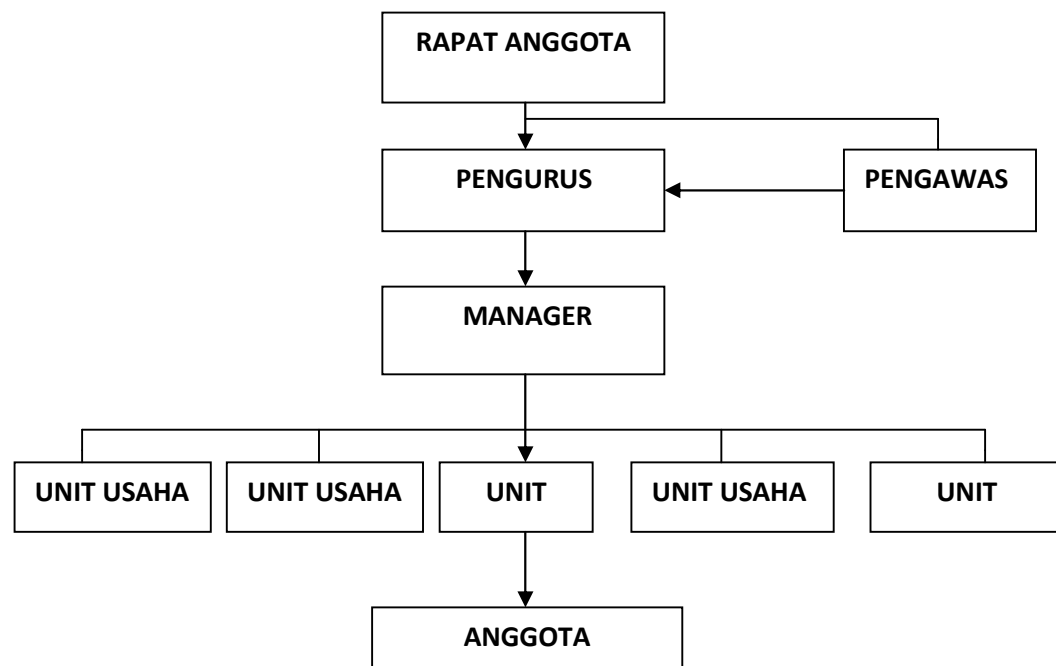 RAPAT ANGGOTA
PENGURUS
PENGAWAS
MANAGER
UNIT USAHA
UNIT USAHA
UNIT
UNIT USAHA
UNIT
ANGGOTA